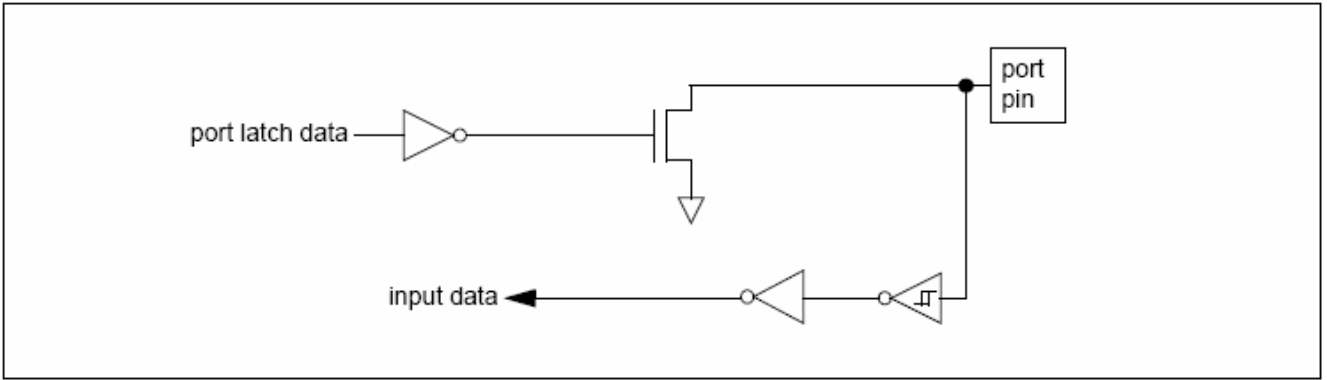 port
pin
port latch data
input data